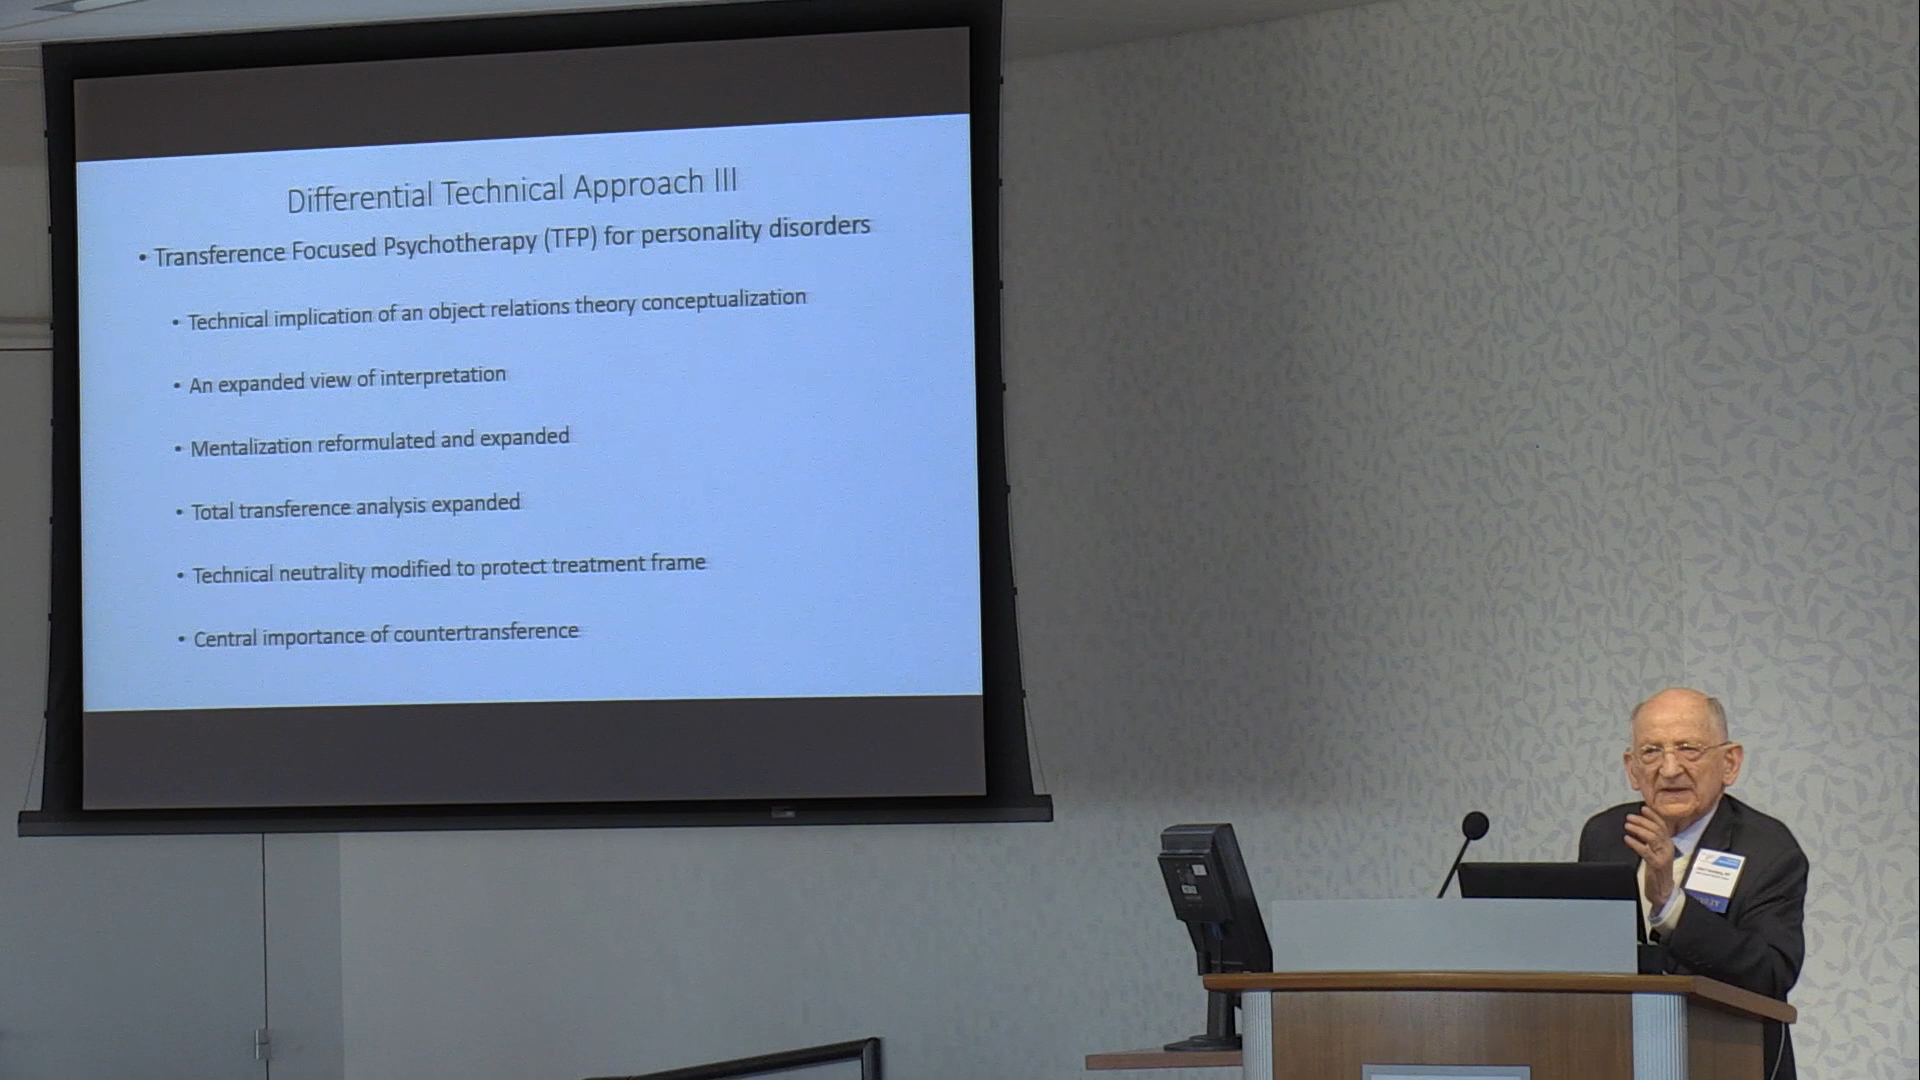 Differential Technical Approach III
• Transference Focused Psychotherapy (TFP) for personality disorders
• Technical implication of an object relations theory conceptualization
• An expanded view of interpretation
• Mentalization reformulated and expanded
• Total transference analysis expanded
• Technical neutrality modified to protect treatment frame
• Central importance of countertransference